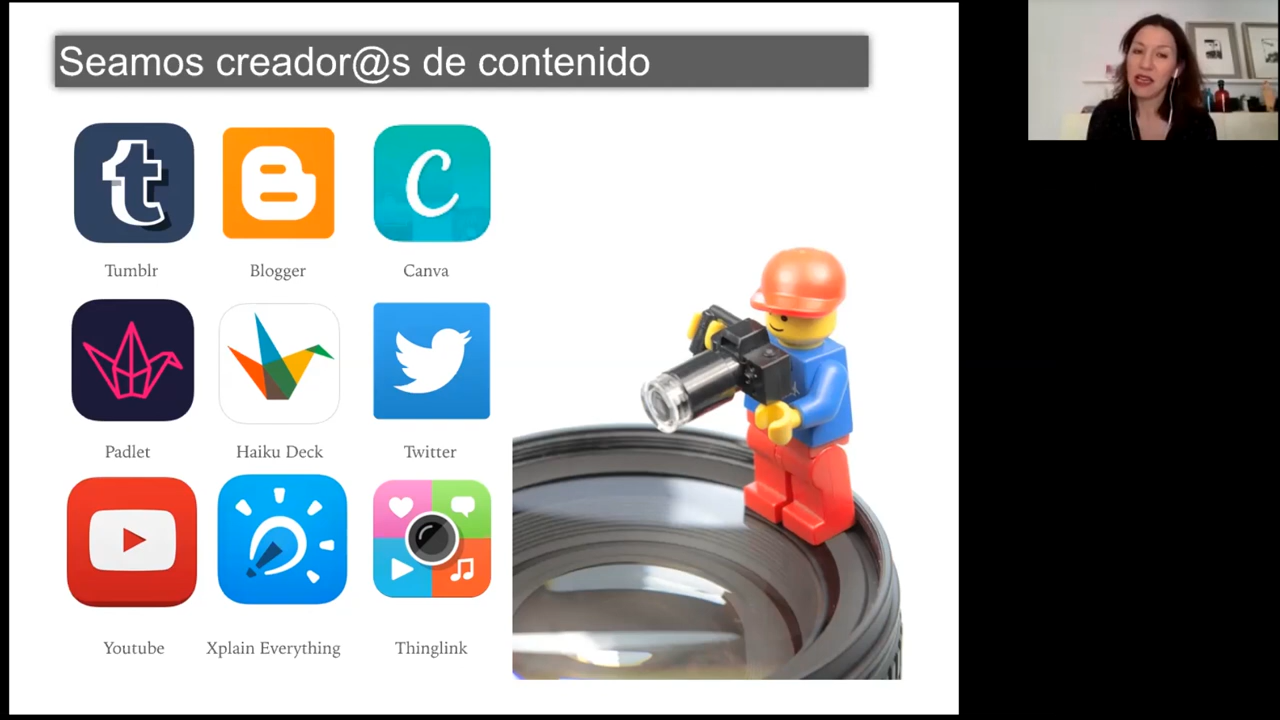 Seamos creador@s de contenido
Tumblr
Blogger
Canva
Padlet
Haiku Deck
Twitter
Youtube
Xplain Everything
Thinglink